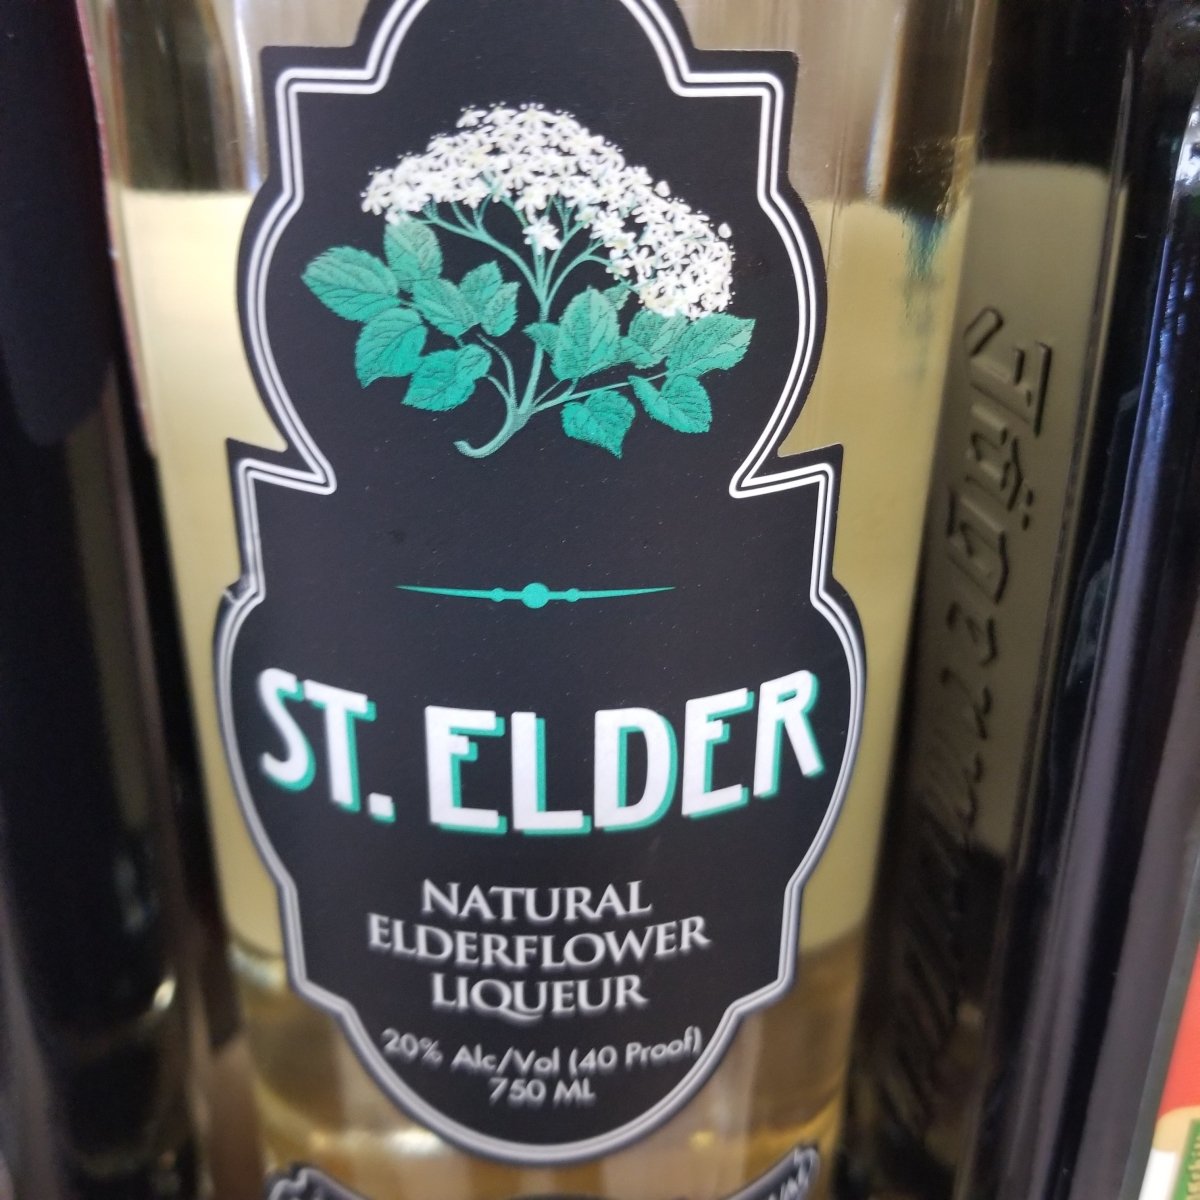 ST. ELDER
NATURAL
ELDERFLOWER
LIQUEUR
20% Alc/Vol (40 Proof)
750 ML